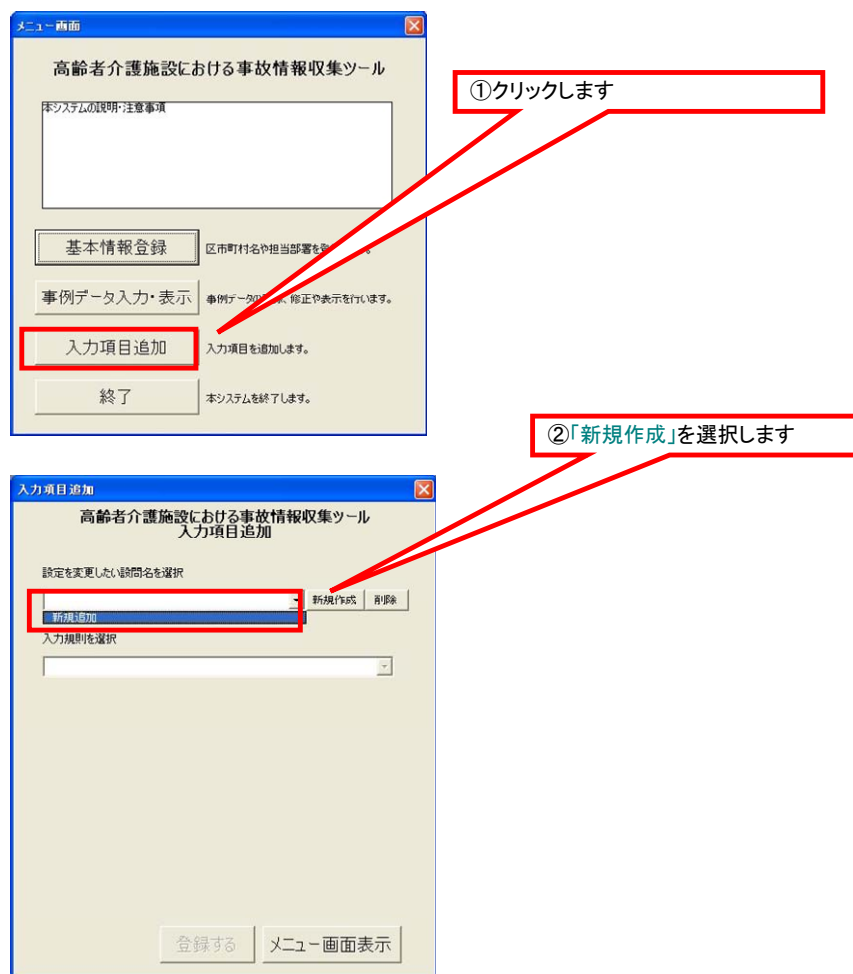 メニュー画面
高齢者介護施設における事故情報収集ツール
①クリックします
本システムの説明・注意事項
基本情報登録
区市町村名や担当部署を
事例データ入力・表示
事例データの 修正や表示を行います。
入力項目追加
入力項目を追加します。
終了
本システムを終了します。
②「新規作成」を選択します
入力項目追加
高齢者介護施設における事故情報収集ツール
入力項目追加
設定を変更したい設問名を選択
新規作成
削除
新規追加
入力規則を選択
登録する
メニュー画面表示